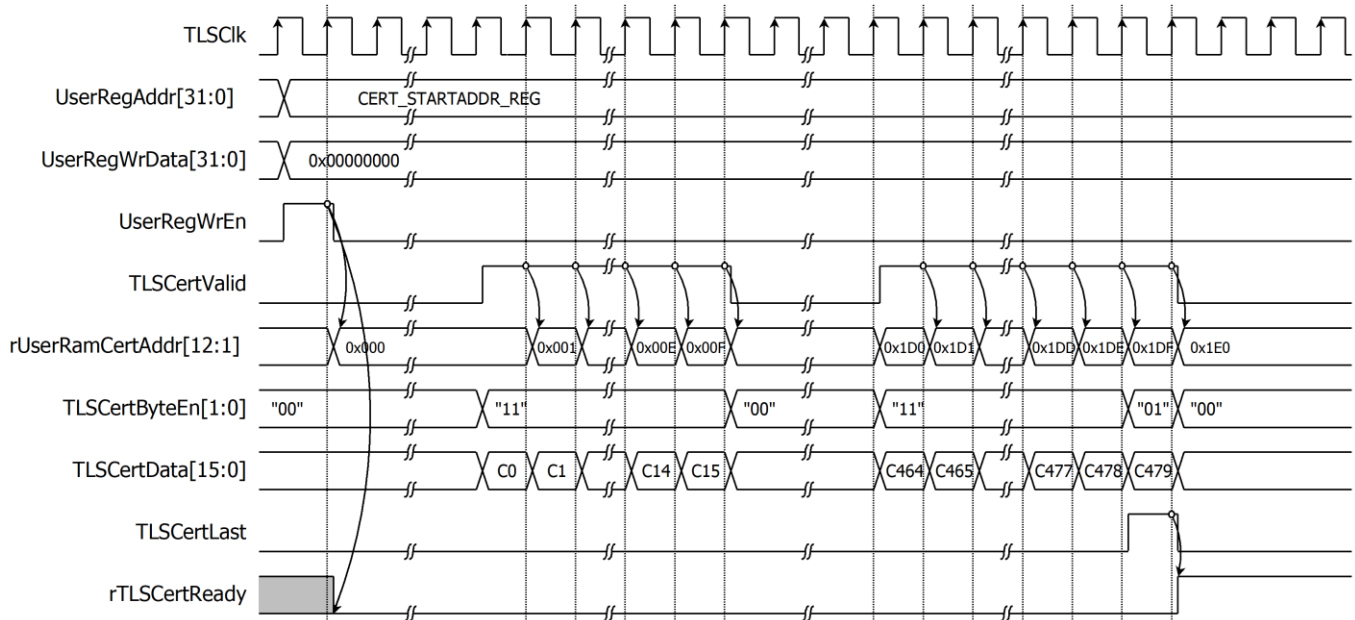 TLSClk
UserRegAddr[31:0] CERT_STARTADDR_REG
UserRegWrData[31:0] 0x00000000
UserRegWrEn
TLSCertValid
rUserRamCertAddr[12:1] 0x000 0x001 0x00E 0x00F 0x1D0 0x1D1 0x1DD 0x1DE 0x1DF 0x1E0
TLSCertByteEn[1:0] "00" "11" "00" "11" "01" "00"
TLSCertData[15:0] C0 C1 C14 C15 C464 C465 C477 C478 C479
TLSCertLast
rTLSCertReady